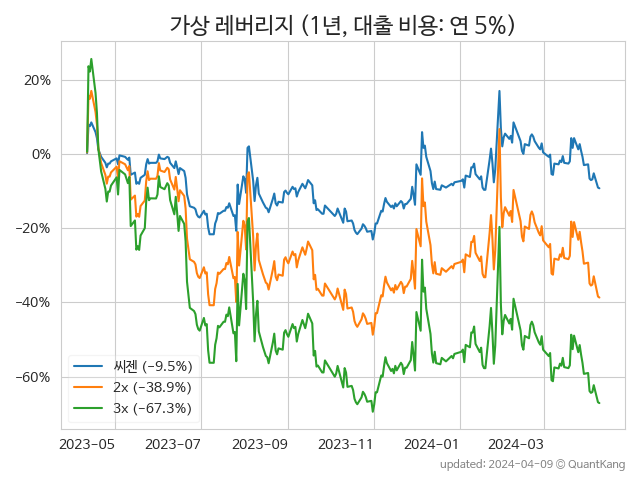 가상 레버리지 (1년, 대출 비용: 연 5%)
20%
0%
−20%
−40%
−60%
씨젠 (−9.5%)
2x (−38.9%)
3x (−67.3%)
2023−05 2023−07 2023−09 2023−11 2024−01 2024−03
updated: 2024-04-09 © QuantKang